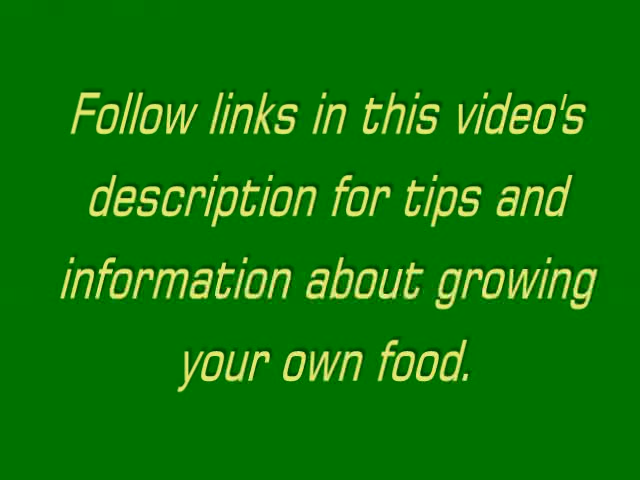 Follow links in this video's
description for tips and
information about growing
your own food.